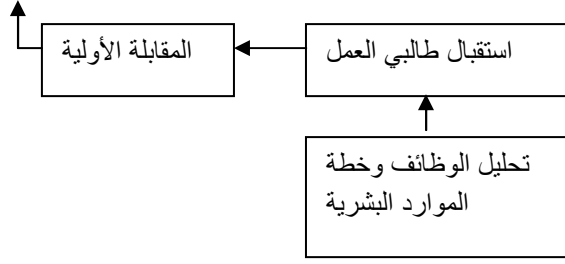 استقبال طالبي العمل
المقابلة الأولية
تحليل الوظائف وخطة
الموارد البشرية